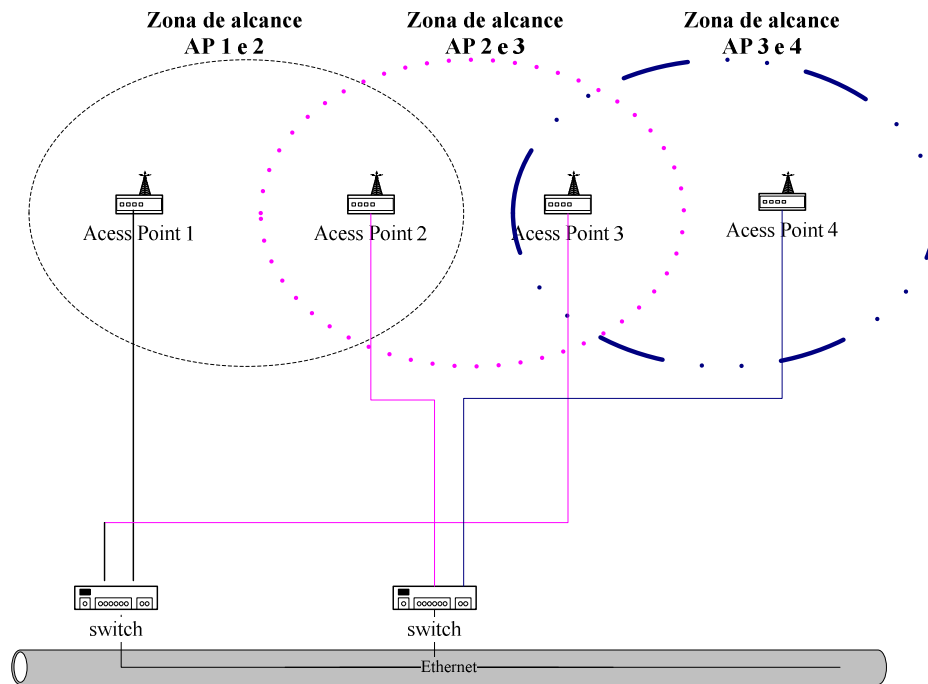 Zona de alcance
AP 1 e 2
Zona de alcance
AP 2 e 3
Zona de alcance
AP 3 e 4
Acess Point 1
Acess Point 2
Acess Point 3
Acess Point 4
switch
switch
Ethernet